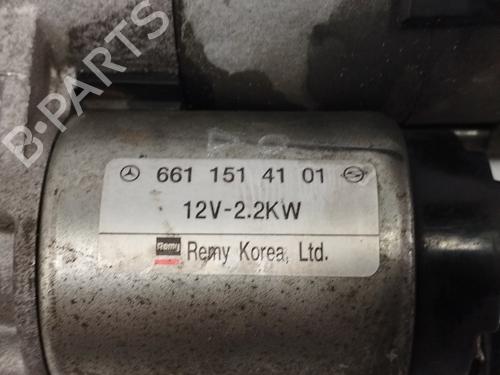 B-PARTS
661 151 41 01
12V-2.2KW
Remy Remy Korea, Ltd.